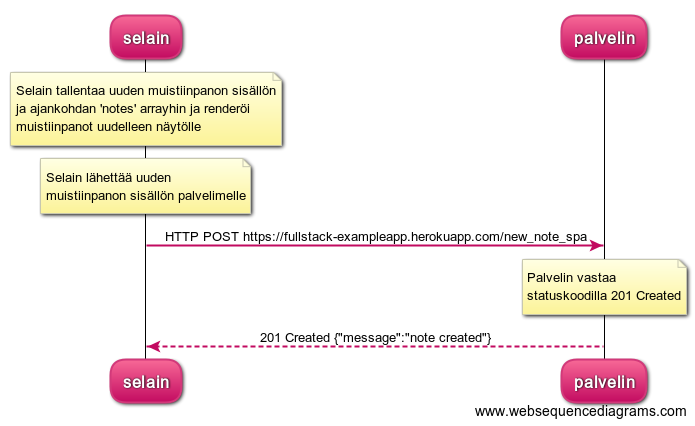 selain
palvelin
Selain tallentaa uuden muistiinpanon sisällön
ja ajankohdan 'notes' arrayhin ja renderöi
muistiinpanot uudelleen näytölle
Selain lähettää uuden
muistiinpanon sisällön palvelimelle
HTTP POST https://fullstack-exampleapp.herokuapp.com/new_note_spa
Palvelin vastaa
statuskoodilla 201 Created
201 Created {"message":"note created"}
selain
palvelin
www.websequencediagrams.com